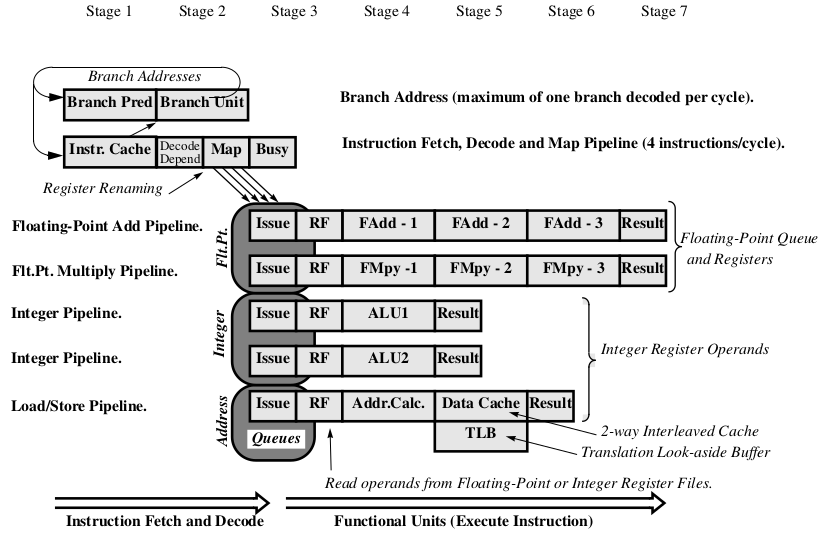 Stage 1 Stage 2 Stage 3 Stage 4 Stage 5 Stage 6 Stage 7
Branch Addresses
Branch Pred Branch Unit
Branch Address (maximum of one branch decoded per cycle).
Instr. Cache Decode Depend Map Busy
Instruction Fetch, Decode and Map Pipeline (4 instructions/cycle).
Register Renaming
Floating-Point Add Pipeline. Issue RF FAdd - 1 FAdd - 2 FAdd - 3 Result
Flt.Pt.
Floating-Point Queue
and Registers
Flt.Pt. Multiply Pipeline. Issue RF FMpy -1 FMpy - 2 FMpy - 3 Result
Integer Pipeline. Issue RF ALU1 Result
Integer
Integer Register Operands
Integer Pipeline. Issue RF ALU2 Result
Load/Store Pipeline. Issue RF Addr.Calc. Data Cache Result
Address
Queues
TLB
2-way Interleaved Cache
Translation Look-aside Buffer
Read operands from Floating-Point or Integer Register Files.
Instruction Fetch and Decode
Functional Units (Execute Instruction)